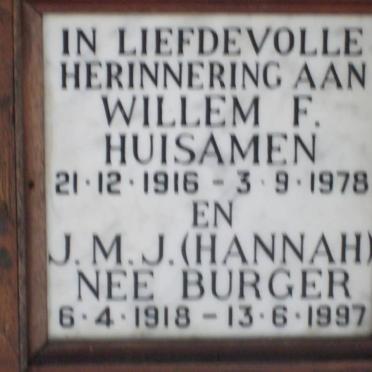 IN LIEFDEVOLLE
HERINNERING AAN
WILLEM F.
HUISAMEN
21·12·1916 - 3·9·1978
EN
J.M.J.(HANNAH)
NEE BURGER
6·4·1918 - 13·6·1997